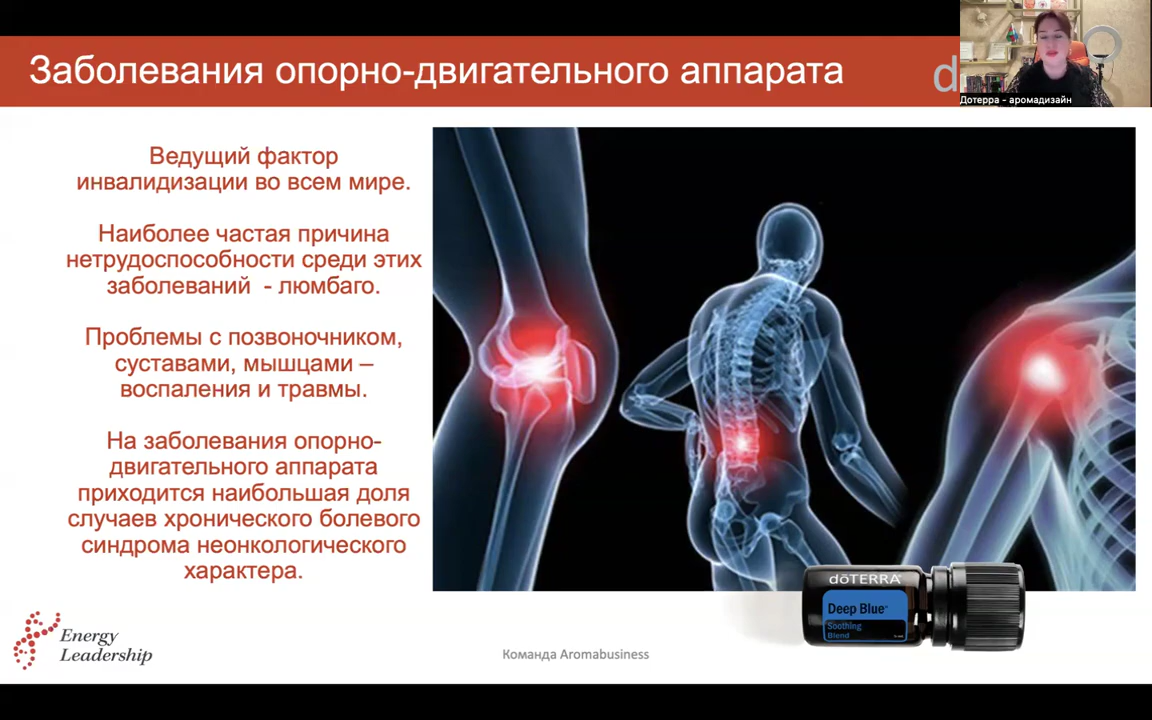 Заболевания опорно-двигательного аппарата
d
Дотерра - аромадизайн
Ведущий фактор
инвалидизации во всем мире.
Наиболее частая причина
нетрудоспособности среди этих
заболеваний - люмбаго.
Проблемы с позвоночником,
суставами, мышцами –
воспаления и травмы.
На заболевания опорно-
двигательного аппарата
приходится наибольшая доля
случаев хронического болевого
синдрома неонкологического
характера.
dōTERRA
Deep Blue
Soothing
Blend
Energy
Leadership
Команда Aromabusiness